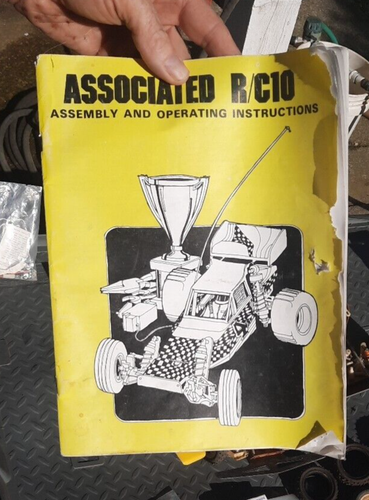 ASSOCIATED R/C10
ASSEMBLY AND OPERATING INSTRUCTIONS